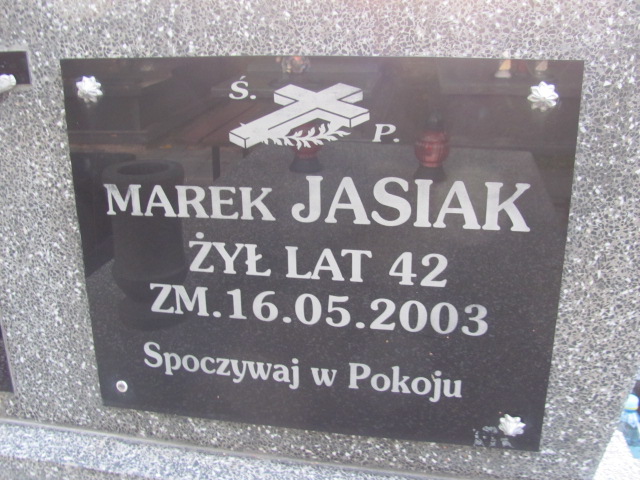 Ś. P.
MAREK JASIAK
ŻYŁ LAT 42
ZM.16.05.2003
Spoczywaj w Pokoju